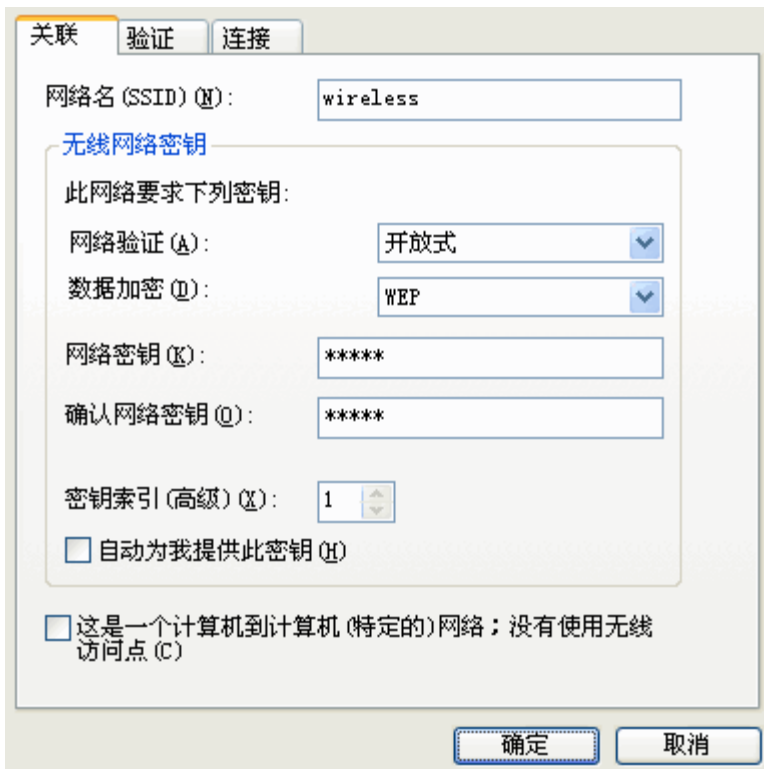 关联 验证 连接
网络名(SSID)(N): wireless
无线网络密钥
此网络要求下列密钥:
网络验证(A): 开放式
数据加密(D): WEP
网络密钥(K): *****
确认网络密钥(O): *****
密钥索引(高级)(X): 1
自动为我提供此密钥(H)
这是一个计算机到计算机(特定的)网络；没有使用无线
访问点(C)
确定 取消